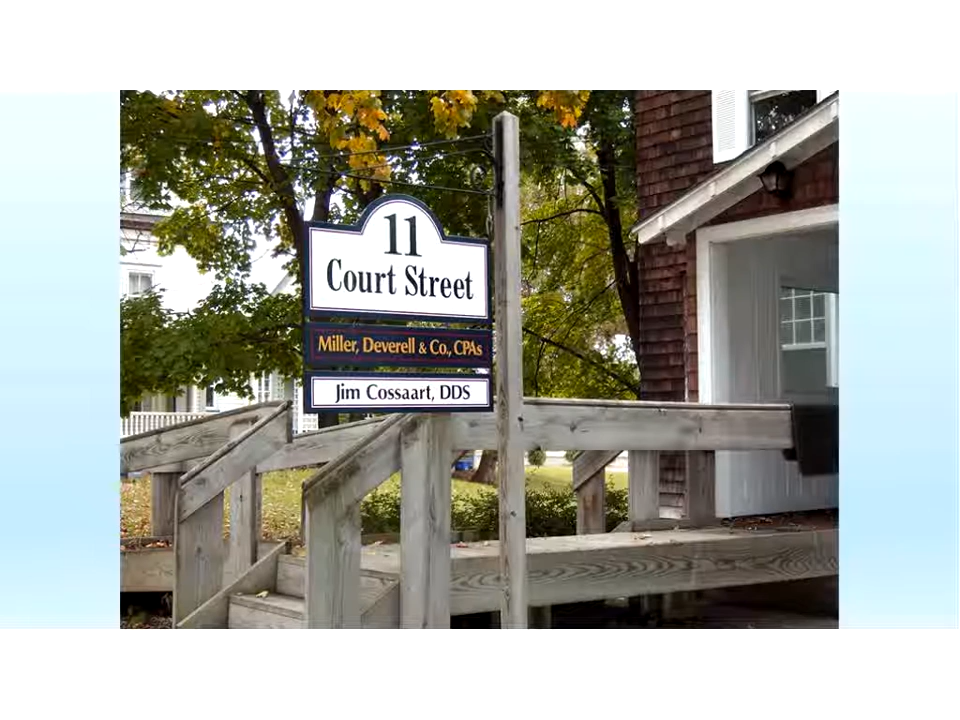 11
Court Street
Miller, Deverell & Co., CPAs
Jim Cossaart, DDS